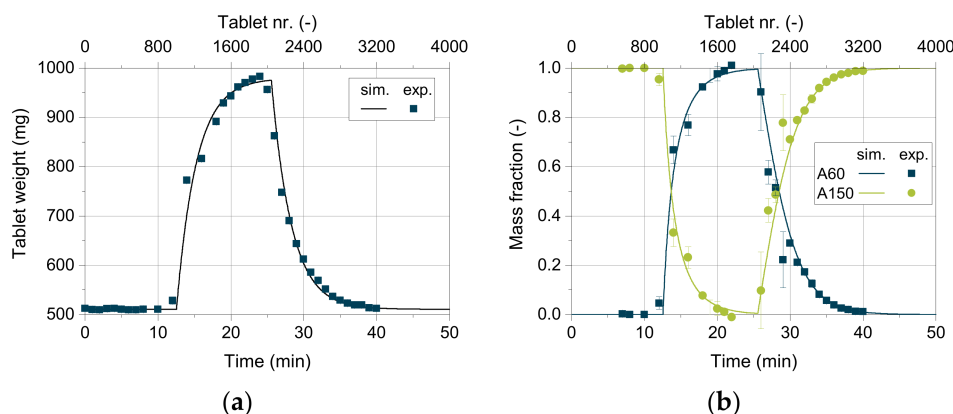 Tablet nr. (-)
0 800 1600 2400 3200 4000
1000
900
800
700
600
500
Tablet weight (mg)
sim. exp.
0 10 20 30 40 50
Time (min)
(a)
Tablet nr. (-)
0 800 1600 2400 3200 4000
1.0
0.8
0.6
0.4
0.2
0.0
Mass fraction (-)
sim. exp.
A60
A150
0 10 20 30 40 50
Time (min)
(b)